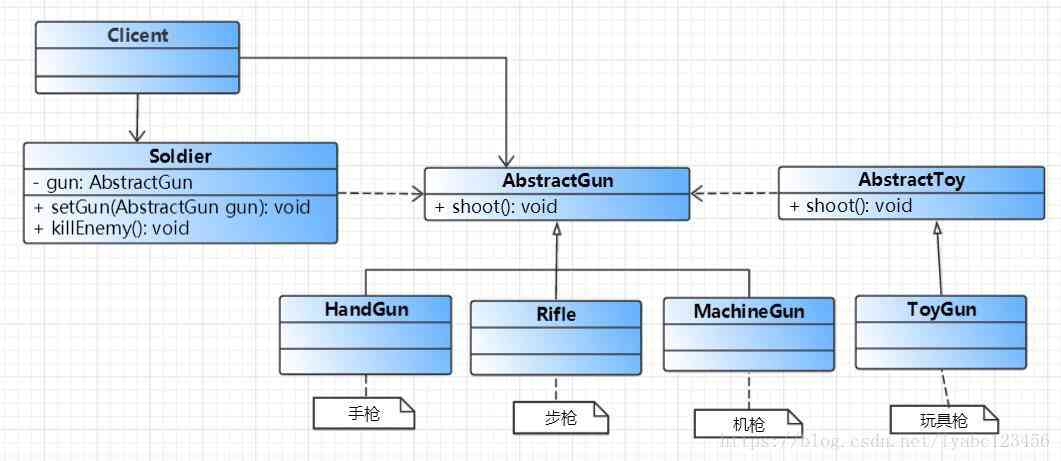 Clicent
Soldier
- gun: AbstractGun
+ setGun(AbstractGun gun): void
+ killEnemy(): void
AbstractGun
+ shoot(): void
AbstractToy
+ shoot(): void
HandGun
Rifle
MachineGun
ToyGun
手枪
步枪
机枪
玩具枪
https://blog.csdn.net/lyabc123456